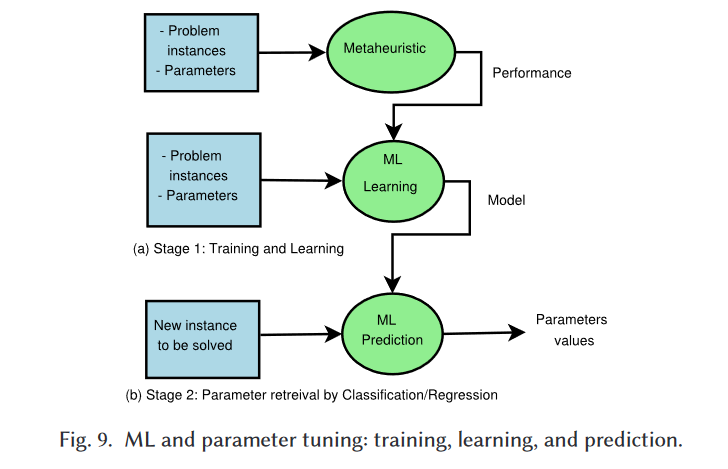 - Problem
instances
- Parameters
Metaheuristic
Performance
- Problem
instances
- Parameters
ML
Learning
Model
(a) Stage 1: Training and Learning
New instance
to be solved
ML
Prediction
Parameters
values
(b) Stage 2: Parameter retreival by Classification/Regression
Fig. 9. ML and parameter tuning: training, learning, and prediction.